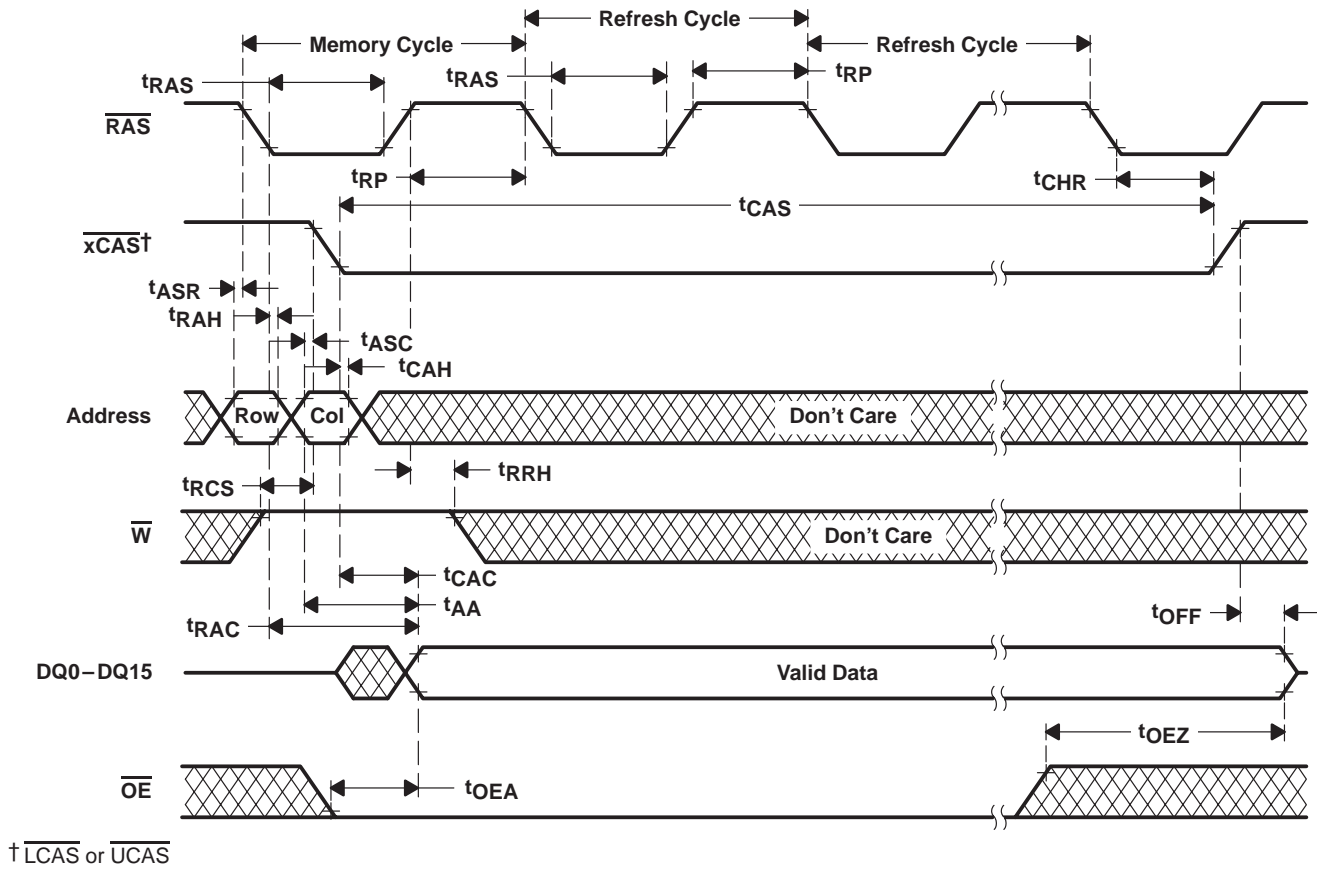 Refresh Cycle
Memory Cycle
Refresh Cycle
tRAS
tRAS
tRP
RAS
tRP
tCHR
tCAS
xCAS†
tASR
tRAH
tASC
tCAH
Address
Row
Col
Don't Care
tRRH
tRCS
W
Don't Care
tCAC
tAA
tRAC
tOFF
DQ0–DQ15
Valid Data
tOEZ
OE
tOEA
† LCAS or UCAS